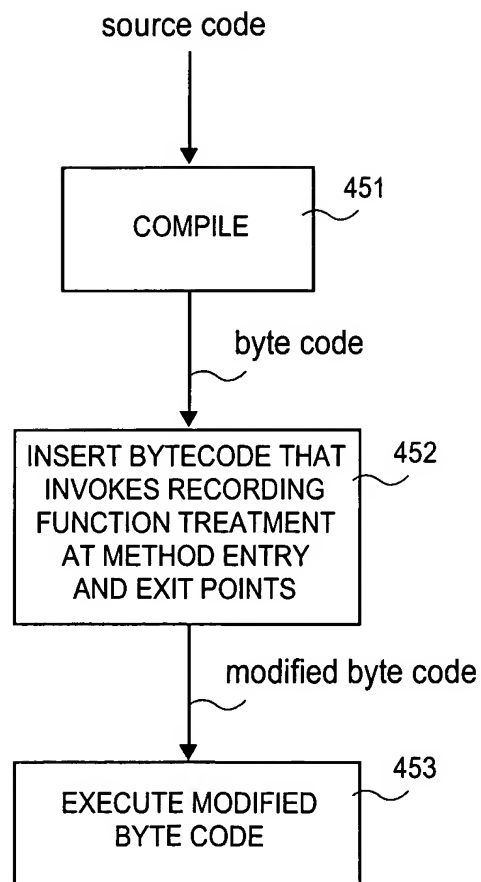 source code
451
COMPILE
byte code
452
INSERT BYTECODE THAT
INVOKES RECORDING
FUNCTION TREATMENT
AT METHOD ENTRY
AND EXIT POINTS
modified byte code
453
EXECUTE MODIFIED
BYTE CODE